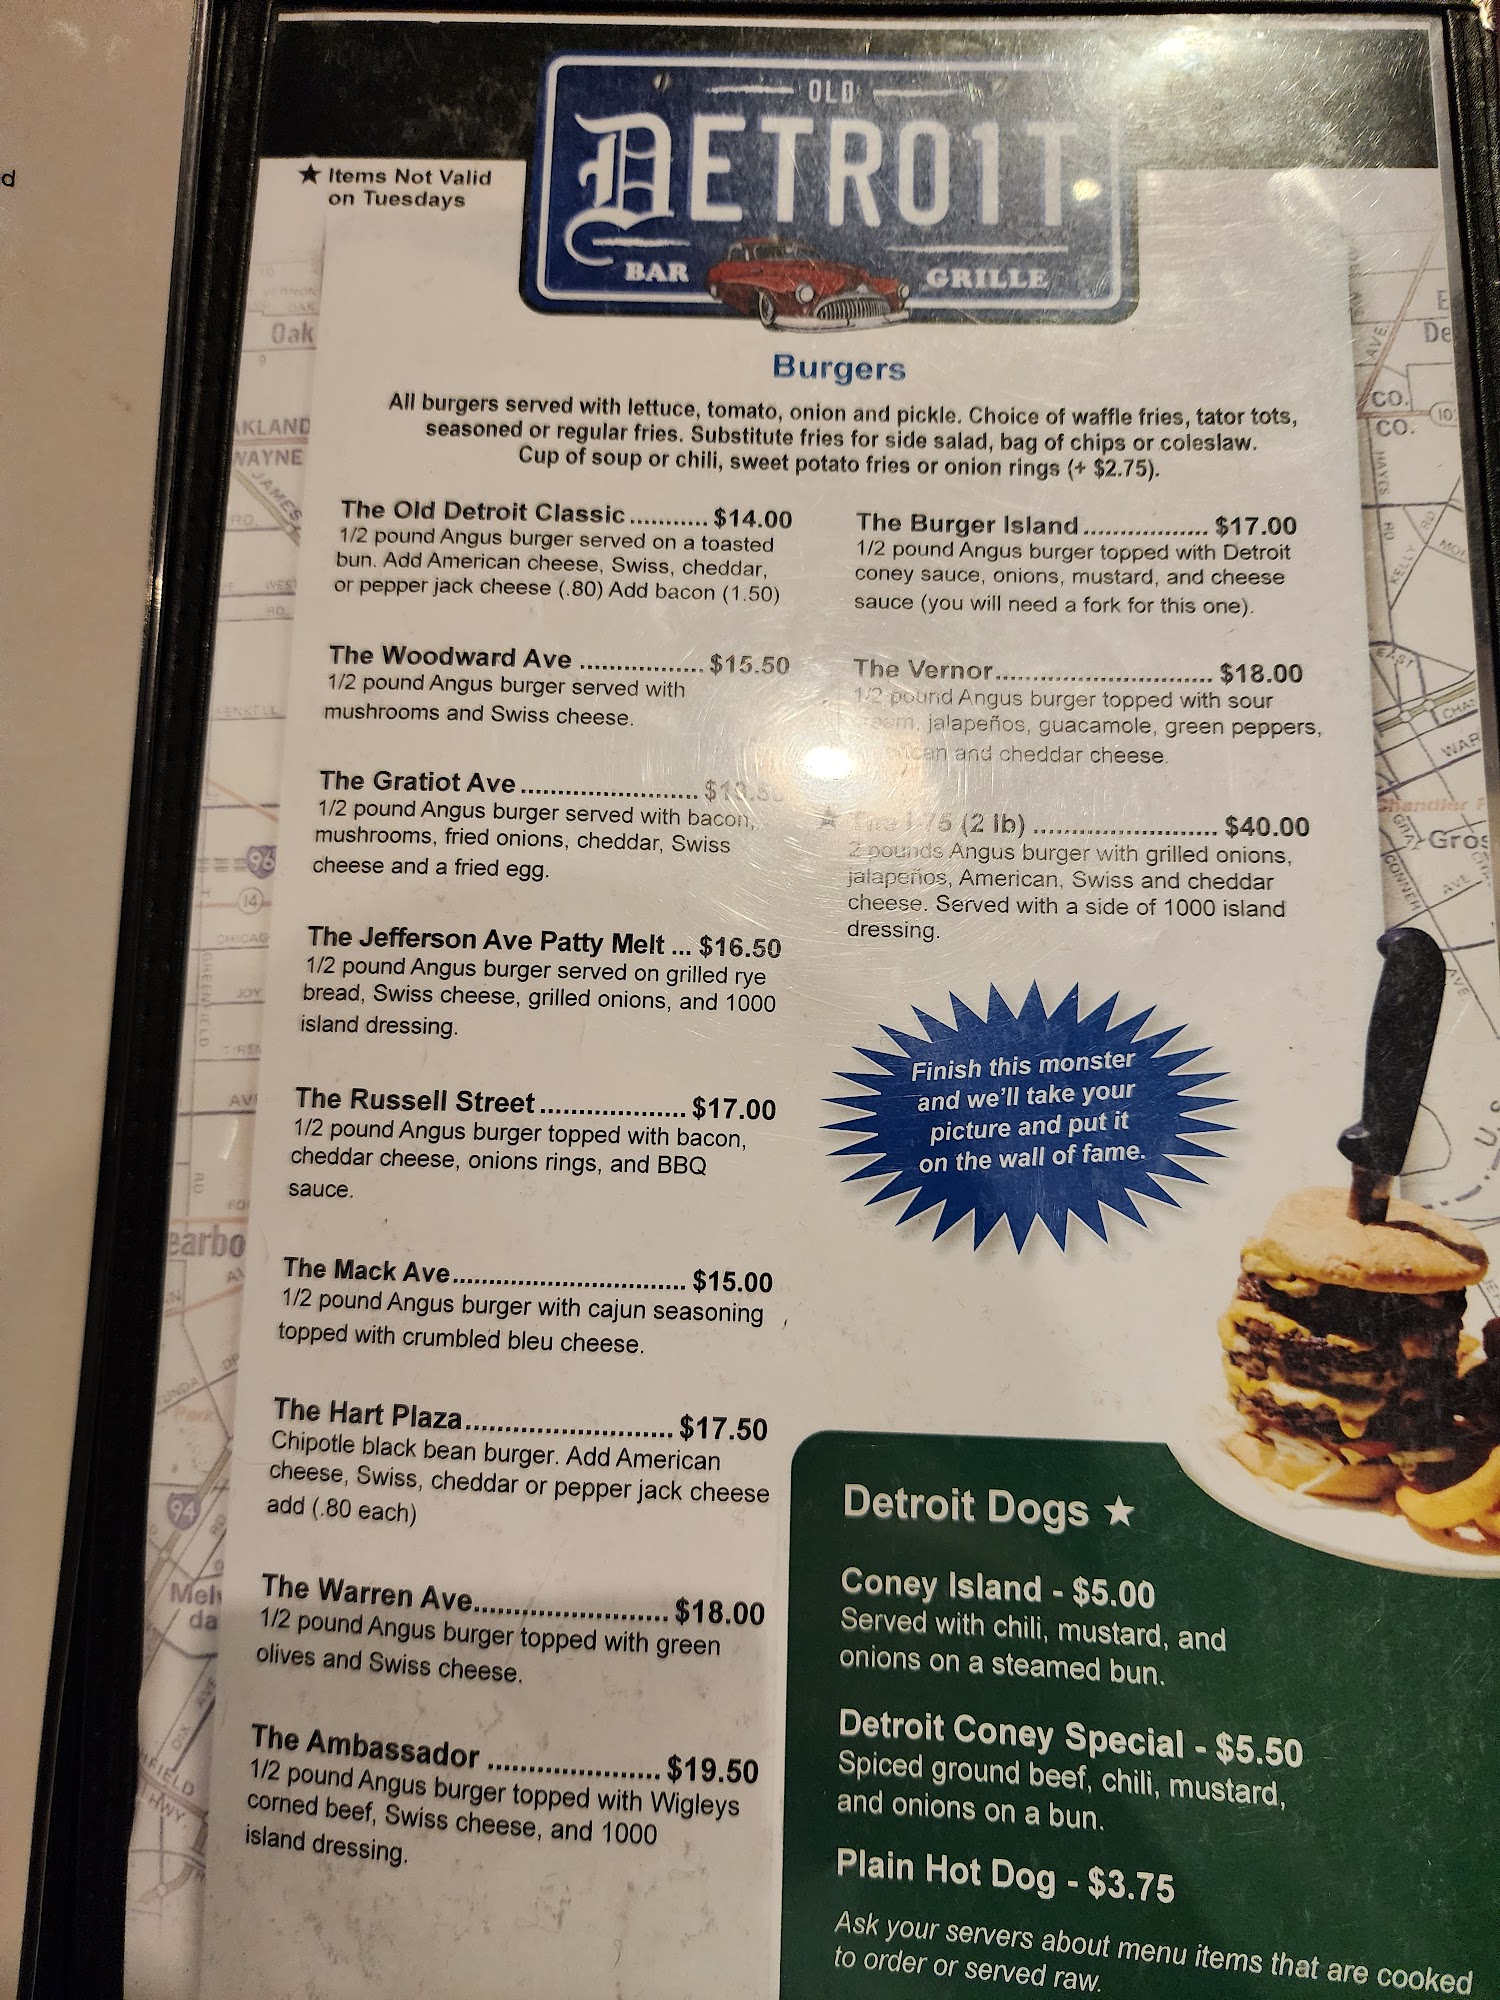 OLD
DETRO1T
BAR GRILLE
★ Items Not Valid
on Tuesdays
Burgers
All burgers served with lettuce, tomato, onion and pickle. Choice of waffle fries, tator tots,
seasoned or regular fries. Substitute fries for side salad, bag of chips or coleslaw.
Cup of soup or chili, sweet potato fries or onion rings (+ $2.75).
The Old Detroit Classic............ $14.00
1/2 pound Angus burger served on a toasted
bun. Add American cheese, Swiss, cheddar,
or pepper jack cheese (.80) Add bacon (1.50)
The Woodward Ave .................. $15.50
1/2 pound Angus burger served with
mushrooms and Swiss cheese.
The Gratiot Ave .........................
1/2 pound Angus burger served with bacon,
mushrooms, fried onions, cheddar, Swiss
cheese and a fried egg.
The Jefferson Ave Patty Melt ... $16.50
1/2 pound Angus burger served on grilled rye
bread, Swiss cheese, grilled onions, and 1000
island dressing.
The Russell Street .................... $17.00
1/2 pound Angus burger topped with bacon,
cheddar cheese, onions rings, and BBQ
sauce.
The Mack Ave................................ $15.00
1/2 pound Angus burger with cajun seasoning
topped with crumbled bleu cheese.
The Hart Plaza............................ $17.50
Chipotle black bean burger. Add American
cheese, Swiss, cheddar or pepper jack cheese
add (.80 each)
The Warren Ave.......................... $18.00
1/2 pound Angus burger topped with green
olives and Swiss cheese.
The Ambassador ...................... $19.50
1/2 pound Angus burger topped with Wigleys
corned beef, Swiss cheese, and 1000
island dressing.
The Burger Island ................. $17.00
1/2 pound Angus burger topped with Detroit
coney sauce, onions, mustard, and cheese
sauce (you will need a fork for this one).
The Vernor............................. $18.00
1/2 pound Angus burger topped with sour
jalapeños, guacamole, green peppers,
and cheddar cheese.
★ The I-75 (2 lb) ......................... $40.00
2 pounds Angus burger with grilled onions,
jalapeños, American, Swiss and cheddar
cheese. Served with a side of 1000 island
dressing.
Finish this monster
and we'll take your
picture and put it
on the wall of fame.
Detroit Dogs ★
Coney Island - $5.00
Served with chili, mustard, and
onions on a steamed bun.
Detroit Coney Special - $5.50
Spiced ground beef, chili, mustard,
and onions on a bun.
Plain Hot Dog - $3.75
Ask your servers about menu items that are cooked
to order or served raw.